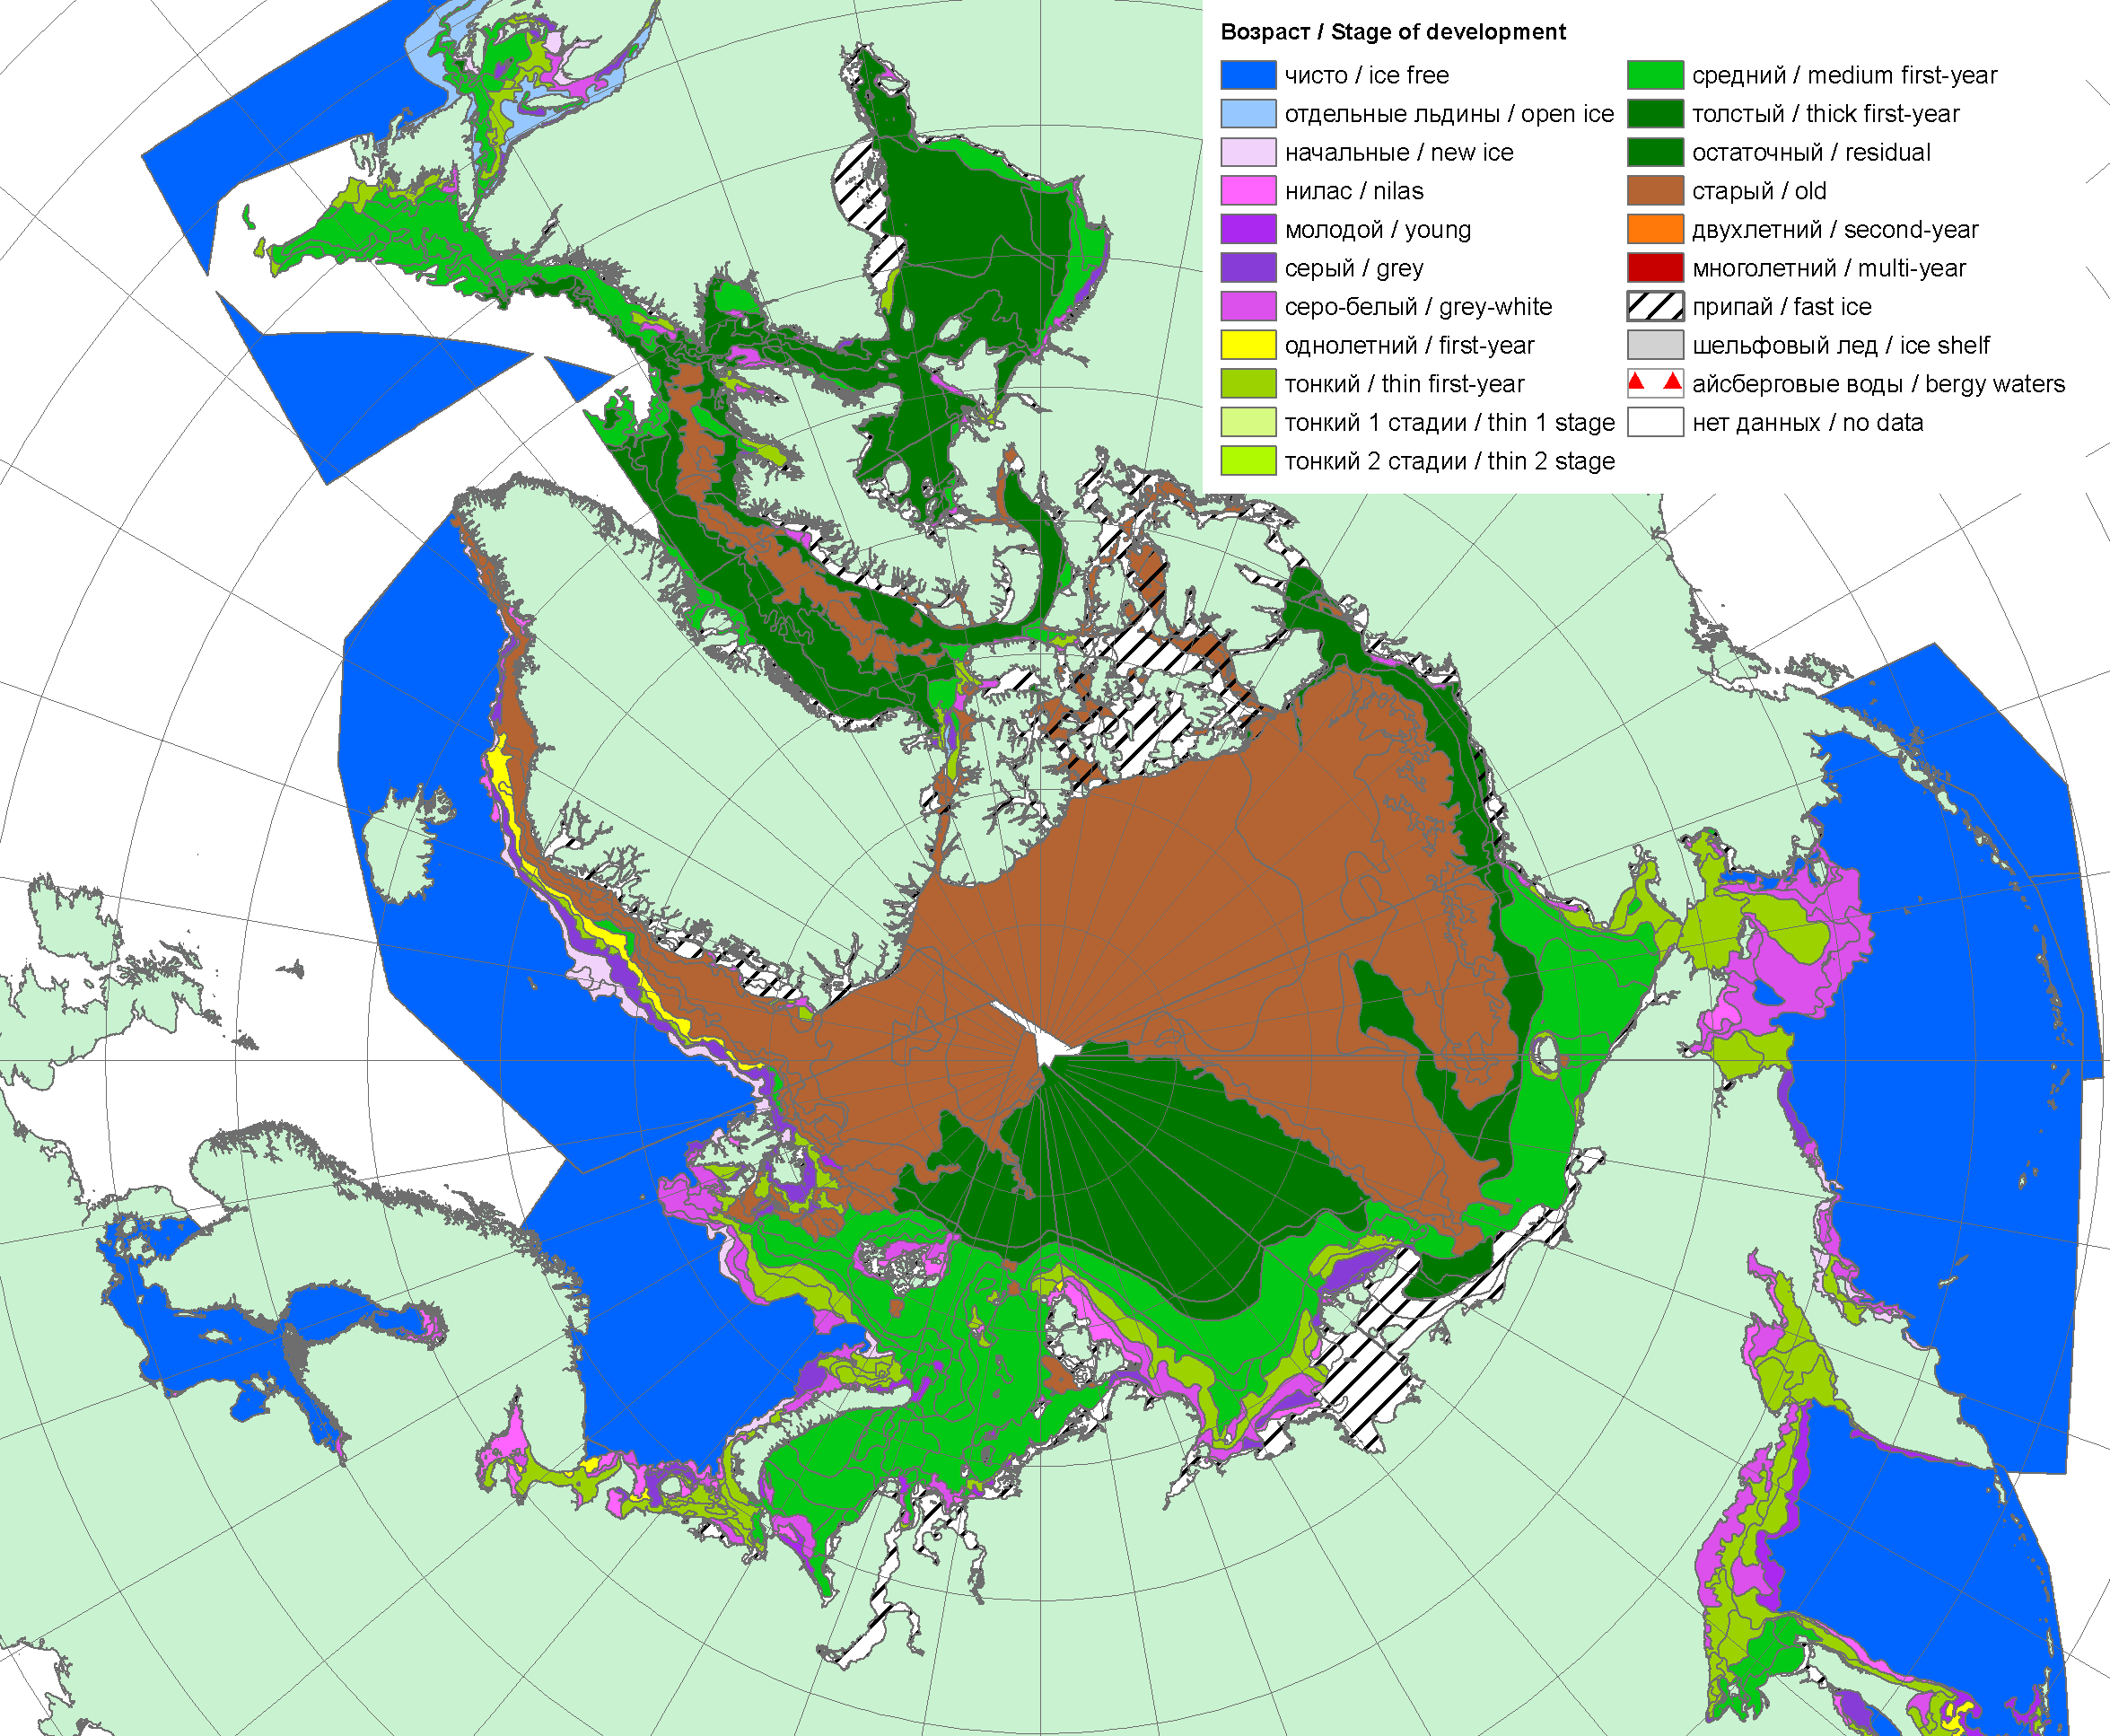 Возраст / Stage of development
чисто / ice free
отдельные льдины / open ice
начальные / new ice
нилас / nilas
молодой / young
серый / grey
серо-белый / grey-white
однолетний / first-year
тонкий / thin first-year
тонкий 1 стадии / thin 1 stage
тонкий 2 стадии / thin 2 stage
средний / medium first-year
толстый / thick first-year
остаточный / residual
старый / old
двухлетний / second-year
многолетний / multi-year
припай / fast ice
шельфовый лед / ice shelf
айсберговые воды / bergy waters
нет данных / no data